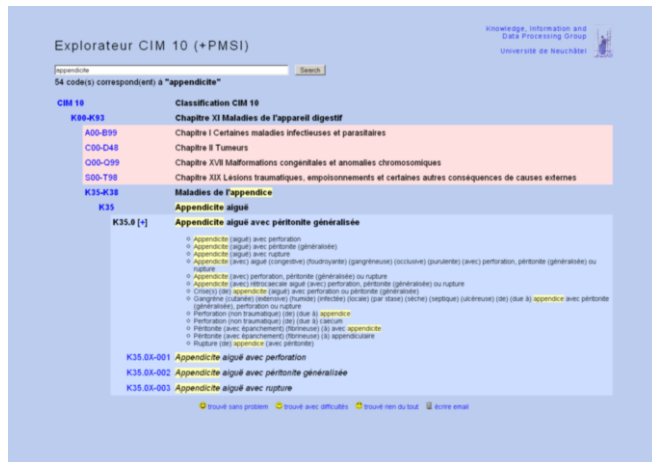 Knowledge, Information and
Data Processing Group
Université de Neuchâtel
Explorateur CIM 10 (+PMSI)
appendicite
Search
54 code(s) correspond(ent) à "appendicite"
CIM 10 Classification CIM 10
K00-K93 Chapitre XI Maladies de l'appareil digestif
A00-B99 Chapitre I Certaines maladies infectieuses et parasitaires
C00-D48 Chapitre II Tumeurs
Q00-Q99 Chapitre XVII Malformations congénitales et anomalies chromosomiques
S00-T98 Chapitre XIX Lésions traumatiques, empoisonnements et certaines autres conséquences de causes externes
K35-K38 Maladies de l'appendice
K35 Appendicite aiguë
K35.0 [+] Appendicite aiguë avec péritonite généralisée
Appendicite (aiguë) avec perforation
Appendicite (aiguë) avec péritonite (généralisée)
Appendicite (aiguë) avec rupture
Appendicite (avec) aiguë (congestive) (foudroyante) (gangréneuse) (occlusive) (purulente) (avec) perforation, péritonite (généralisée) ou
rupture
Appendicite (avec) perforation, péritonite (généralisée) ou rupture
Appendicite (avec) rétrocaecale aiguë (avec) perforation, péritonite (généralisée) ou rupture
Crise(s) (de) appendicite (aiguë) avec perforation ou péritonite (généralisée)
Gangrène (cutanée) (extensive) (humide) (infectée) (locale) (par stase) (sèche) (septique) (ulcéreuse) (de) (due à) appendice avec péritonite
(généralisée), perforation ou rupture
Perforation (non traumatique) (de) (due à) appendice
Perforation (non traumatique) (de) (due à) caecum
Péritonite (avec épanchement) (fibrineuse) (à) avec appendicite
Péritonite (avec épanchement) (fibrineuse) (à) appendiculaire
Rupture (de) appendice (avec péritonite)
K35.0X-001 Appendicite aiguë avec perforation
K35.0X-002 Appendicite aiguë avec péritonite généralisée
K35.0X-003 Appendicite aiguë avec rupture
trouvé sans problem trouvé avec difficultés trouvé rien du tout écrire email